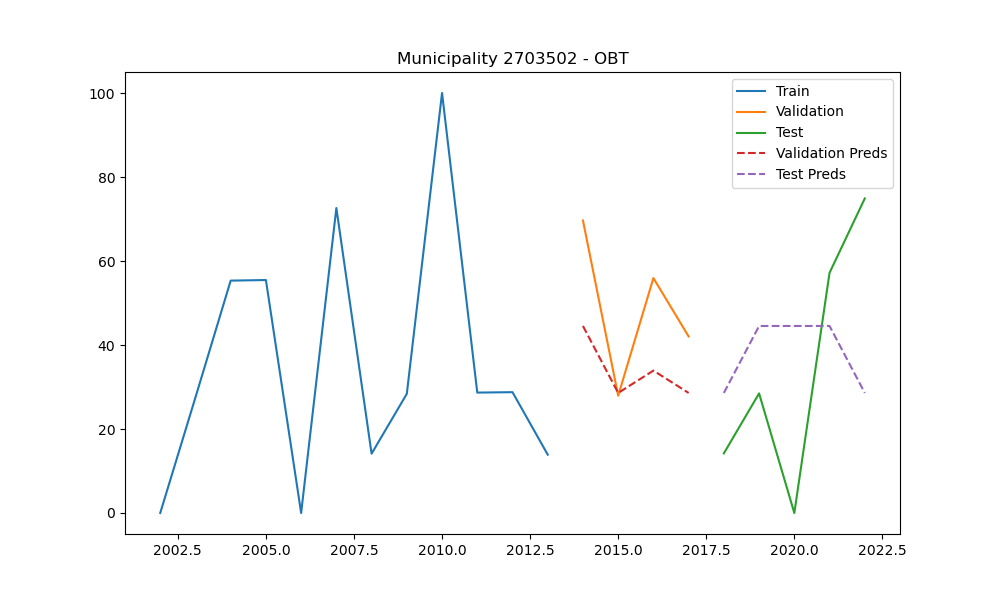 Municipality 2703502 - OBT
Train
Validation
Test
Validation Preds
Test Preds
100
80
60
40
20
0
2002.5 2005.0 2007.5 2010.0 2012.5 2015.0 2017.5 2020.0 2022.5